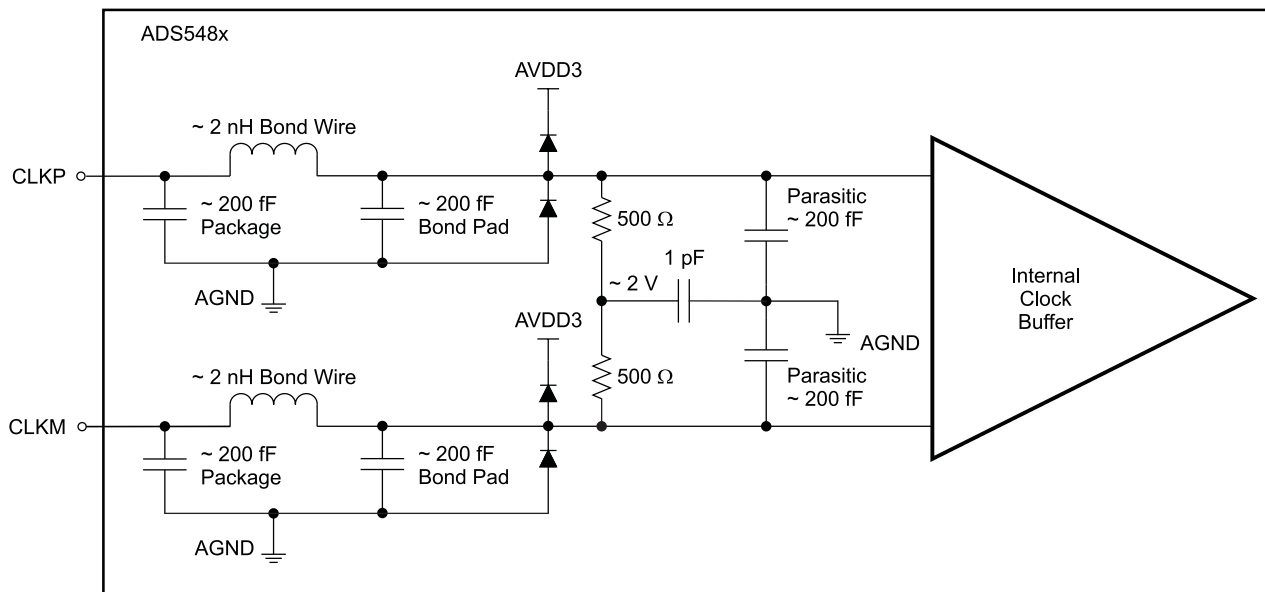 ADS548x
AVDD3
~ 2 nH Bond Wire
CLKP
~ 200 fF
Package
~ 200 fF
Bond Pad
500 Ω
Parasitic
~ 200 fF
1 pF
~ 2 V
AGND
Internal
Clock
Buffer
AVDD3
AGND
~ 2 nH Bond Wire
500 Ω
Parasitic
~ 200 fF
CLKM
~ 200 fF
Package
~ 200 fF
Bond Pad
AGND